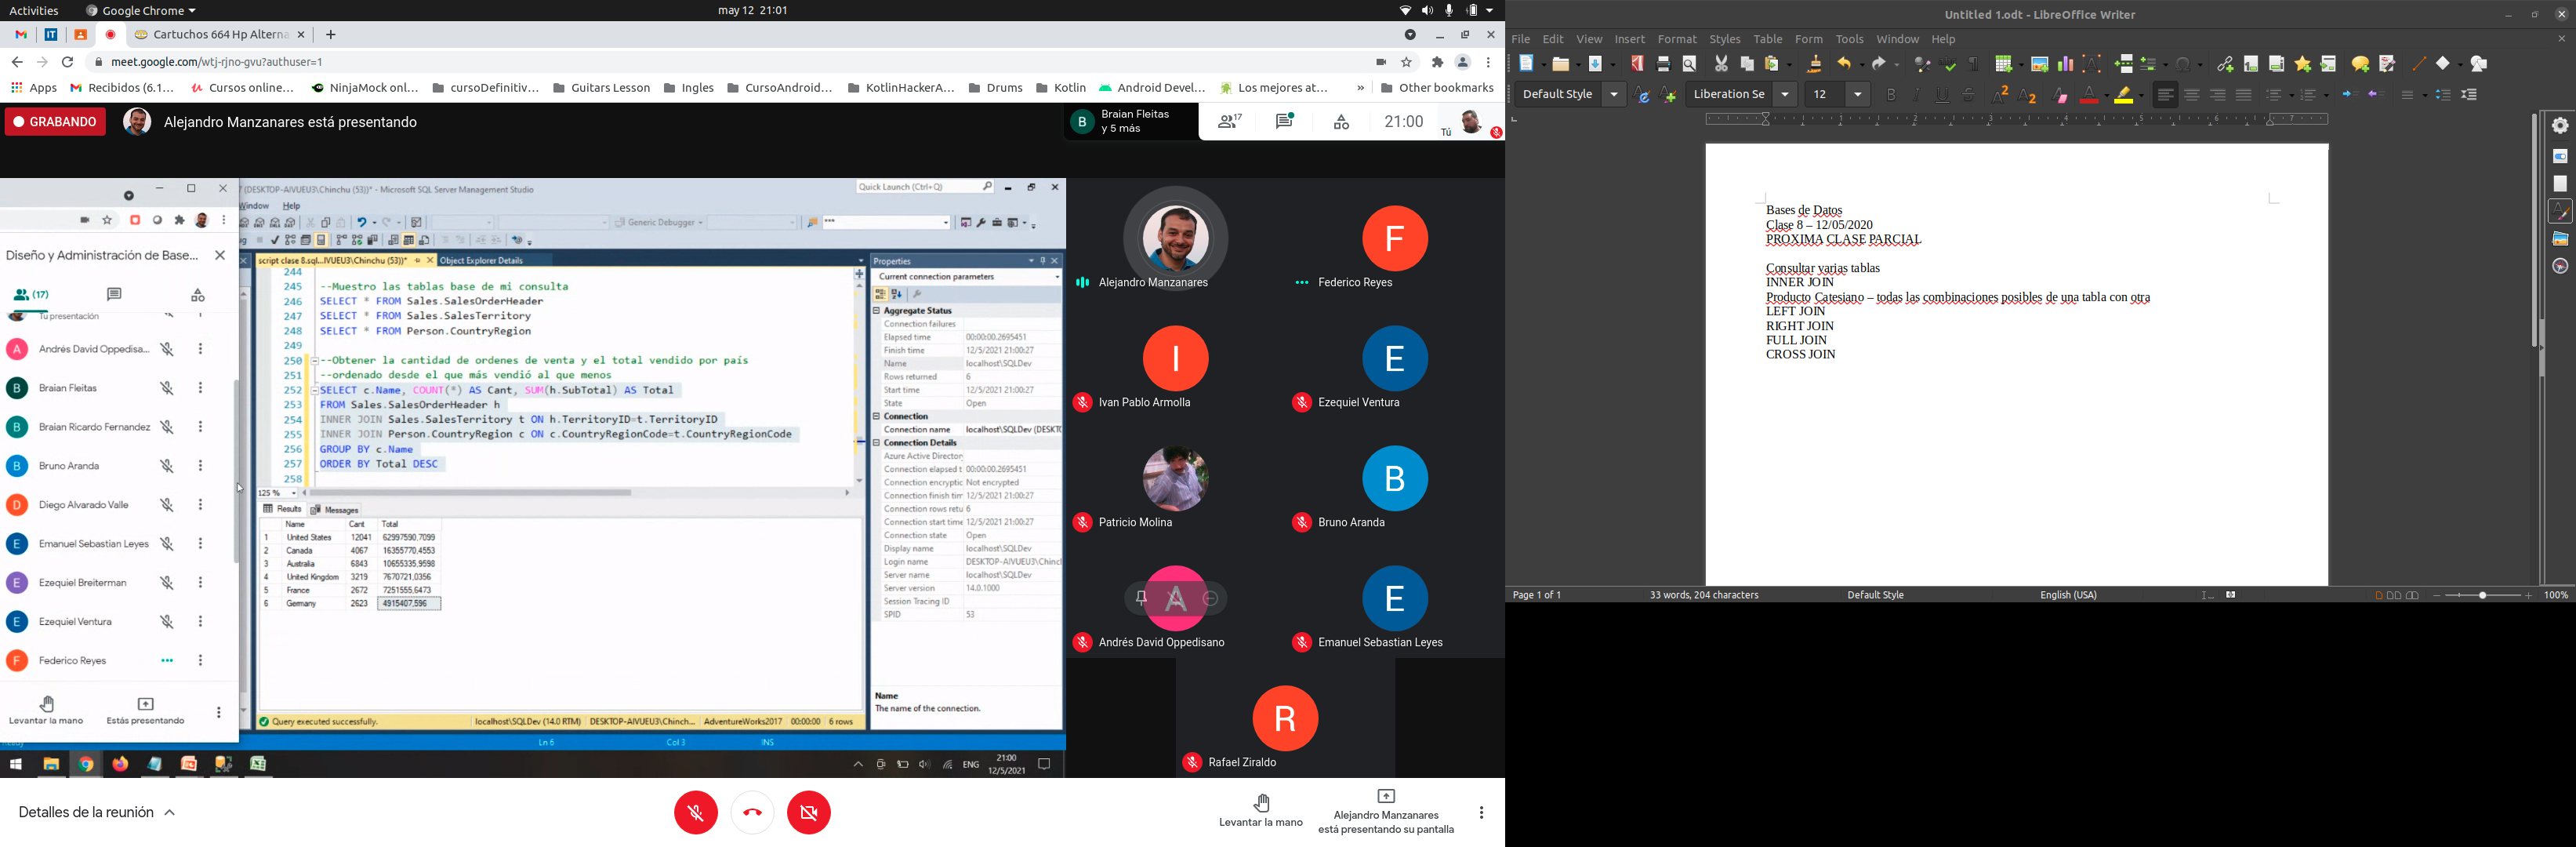 Activities
Google Chrome
may 12 21:01
Cartuchos 664 Hp Alterna
meet.google.com/wtj-rjno-gvu?authuser=1
Apps
Recibidos (6.1...
Cursos online...
NinjaMock onl...
cursoDefinitiv...
Guitars Lesson
Ingles
CursoAndroid...
KotlinHackerA...
Drums
Kotlin
Android Devel...
Los mejores at...
»
Other bookmarks
GRABANDO
Alejandro Manzanares está presentando
B
Braian Fleitas
y 5 más
17
21:00
Tú
(DESKTOP-AIVUEU3\Chinchu (53))* - Microsoft SQL Server Management Studio
Quick Launch (Ctrl+Q)
Window
Help
Generic Debugger
Diseño y Administración de Base...
(17)
Tu presentación
A Andrés David Oppedisa...
B Braian Fleitas
B Braian Ricardo Fernandez
B Bruno Aranda
D Diego Alvarado Valle
E Emanuel Sebastian Leyes
E Ezequiel Breiterman
E Ezequiel Ventura
F Federico Reyes
Levantar la mano
Estás presentando
script clase 8.sql...IVUEU3\Chinchu (53))*
Object Explorer Details
244
245 --Muestro las tablas base de mi consulta
246 SELECT * FROM Sales.SalesOrderHeader
247 SELECT * FROM Sales.SalesTerritory
248 SELECT * FROM Person.CountryRegion
249
250 --Obtener la cantidad de ordenes de venta y el total vendido por país
251 --ordenado desde el que más vendió al que menos
252 SELECT c.Name, COUNT(*) AS Cant, SUM(h.SubTotal) AS Total
253 FROM Sales.SalesOrderHeader h
254 INNER JOIN Sales.SalesTerritory t ON h.TerritoryID=t.TerritoryID
255 INNER JOIN Person.CountryRegion c ON c.CountryRegionCode=t.CountryRegionCode
256 GROUP BY c.Name
257 ORDER BY Total DESC
258
125 %
Results
Messages
Name Cant Total
1 United States 12041 62997590,7099
2 Canada 4067 16355770,4553
3 Australia 6843 10655335,9598
4 United Kingdom 3219 7670721,0356
5 France 2672 7251555,6473
6 Germany 2623 4915407,596
Query executed successfully.
localhost\SQLDev (14.0 RTM)
DESKTOP-AIVUEU3\Chinch...
AdventureWorks2017
00:00:00
6 rows
Properties
Current connection parameters
Aggregate Status
Connection failures
Elapsed time 00:00:00.2695451
Finish time 12/5/2021 21:00:27
Name localhost\SQLDev
Rows returned 6
Start time 12/5/2021 21:00:27
State Open
Connection
Connection name localhost\SQLDev (DESKTO
Connection Details
Azure Active Director
Connection elapsed t 00:00:00.2695451
Connection encryptic Not encrypted
Connection finish tim 12/5/2021 21:00:27
Connection rows retu 6
Connection start time 12/5/2021 21:00:27
Connection state Open
Display name localhost\SQLDev
Login name DESKTOP-AIVUEU3\Chincl
Server name localhost\SQLDev
Server version 14.0.1000
Session Tracing ID
SPID 53
Name
The name of the connection.
Ln 6
Col 3
INS
ENG
21:00
12/5/2021
Alejandro Manzanares
F
Federico Reyes
I
Ivan Pablo Armolla
E
Ezequiel Ventura
Patricio Molina
B
Bruno Aranda
A
Andrés David Oppedisano
E
Emanuel Sebastian Leyes
R
Rafael Ziraldo
Detalles de la reunión
Levantar la mano
Alejandro Manzanares
está presentando su pantalla
Untitled 1.odt - LibreOffice Writer
File Edit View Insert Format Styles Table Form Tools Window Help
Default Style
Liberation Se
12
Bases de Datos
Clase 8 – 12/05/2020
PROXIMA CLASE PARCIAL
Consultar varias tablas
INNER JOIN
Producto Catesiano – todas las combinaciones posibles de una tabla con otra
LEFT JOIN
RIGHT JOIN
FULL JOIN
CROSS JOIN
Page 1 of 1
33 words, 204 characters
Default Style
English (USA)
100%